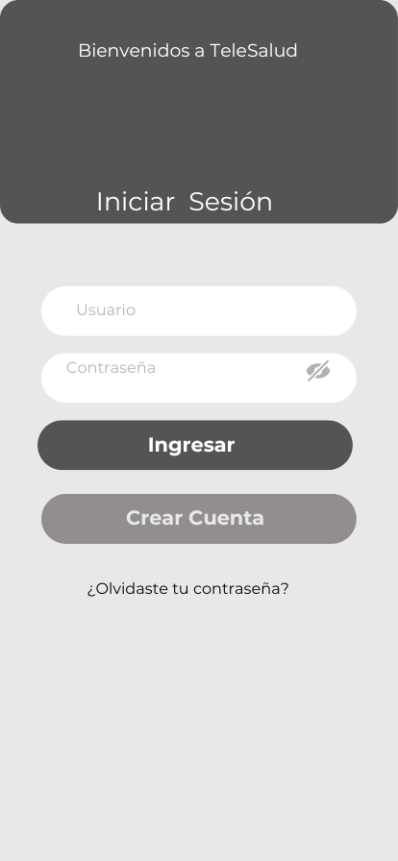 Bienvenidos a TeleSalud
Iniciar Sesión
Usuario
Contraseña
Ingresar
Crear Cuenta
¿Olvidaste tu contraseña?